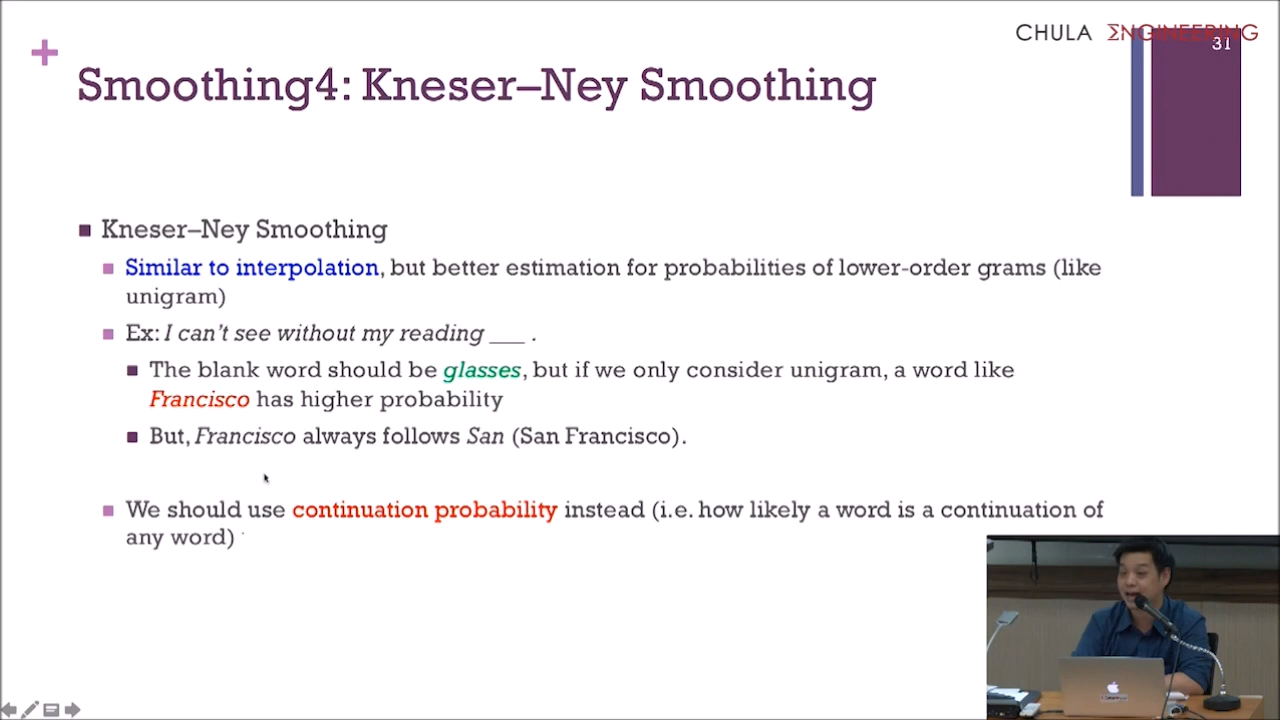 CHULA ΣNGINEERING
31
Smoothing4: Kneser–Ney Smoothing
Kneser–Ney Smoothing
Similar to interpolation, but better estimation for probabilities of lower-order grams (like
unigram)
Ex: I can't see without my reading ___ .
The blank word should be glasses, but if we only consider unigram, a word like
Francisco has higher probability
But, Francisco always follows San (San Francisco).
We should use continuation probability instead (i.e. how likely a word is a continuation of
any word)